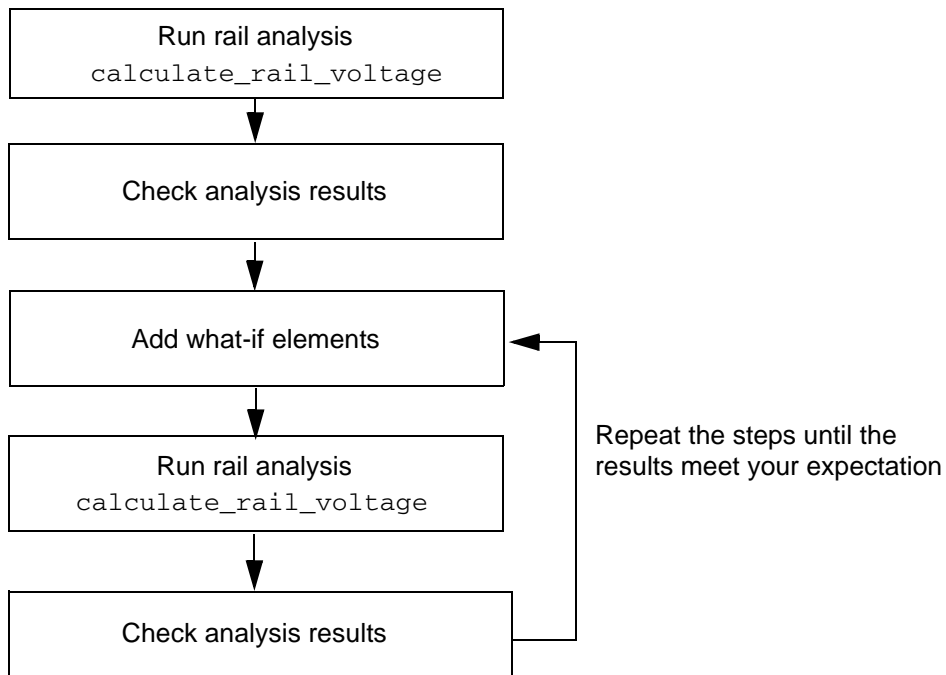 Run rail analysis
calculate_rail_voltage
Check analysis results
Add what-if elements
Run rail analysis
calculate_rail_voltage
Repeat the steps until the
results meet your expectation
Check analysis results